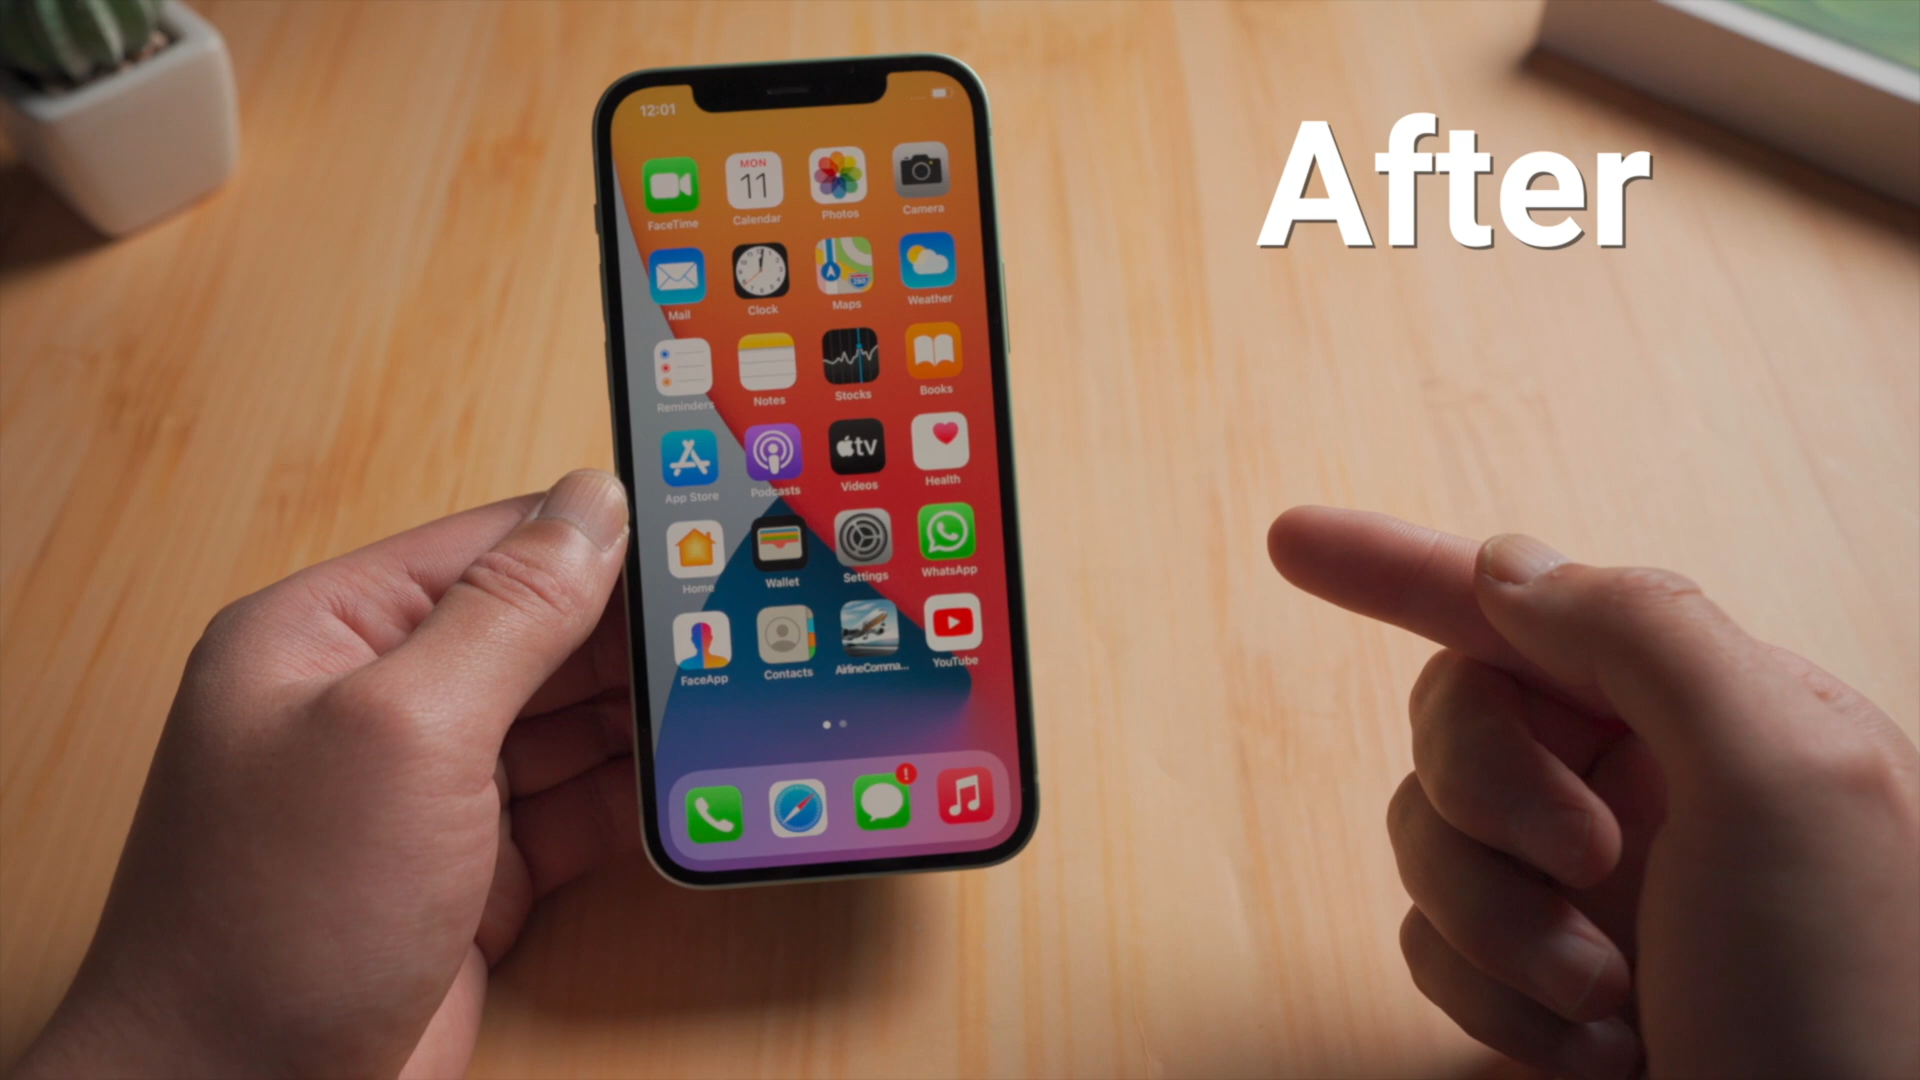 After
12:01
MON
11
FaceTime
Calendar
Photos
Camera
Mail
Clock
Maps
Weather
280
Reminders
Notes
Stocks
Books
tv
App Store
Podcasts
Videos
Health
Home
Wallet
Settings
WhatsApp
FaceApp
Contacts
AirlineComma...
YouTube
!